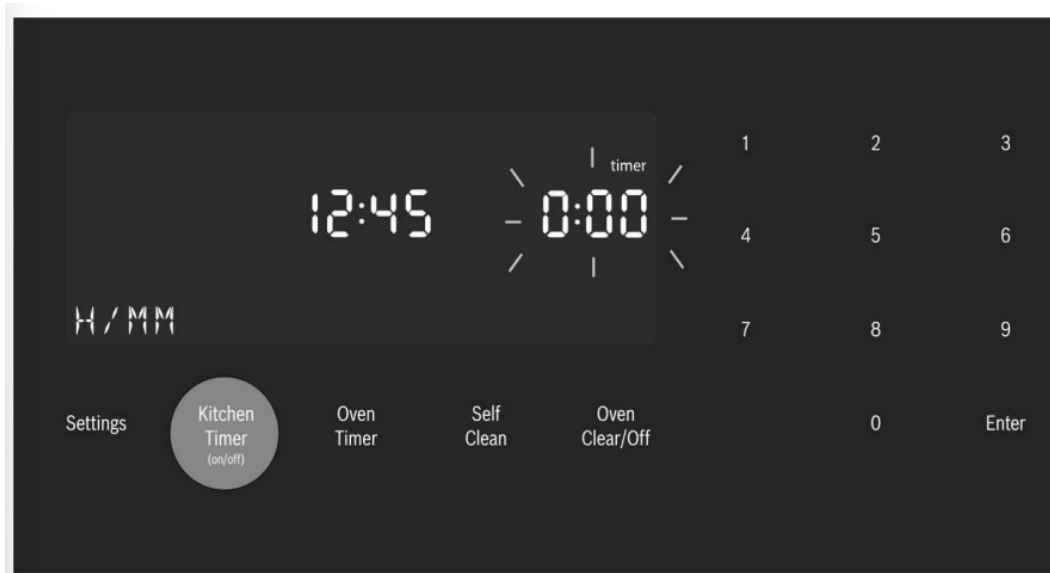 timer
12:45 0:00
H/MM
1 2 3
4 5 6
7 8 9
0 Enter
Settings
Kitchen
Timer
(on/off)
Oven
Timer
Self
Clean
Oven
Clear/Off